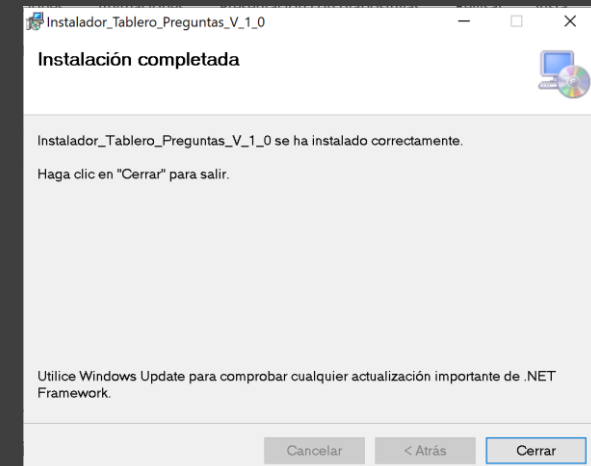 Instalador_Tablero_Preguntas_V_1_0
Instalación completada
Instalador_Tablero_Preguntas_V_1_0 se ha instalado correctamente.
Haga clic en "Cerrar" para salir.
Utilice Windows Update para comprobar cualquier actualización importante de .NET
Framework.
Cancelar
< Atrás
Cerrar